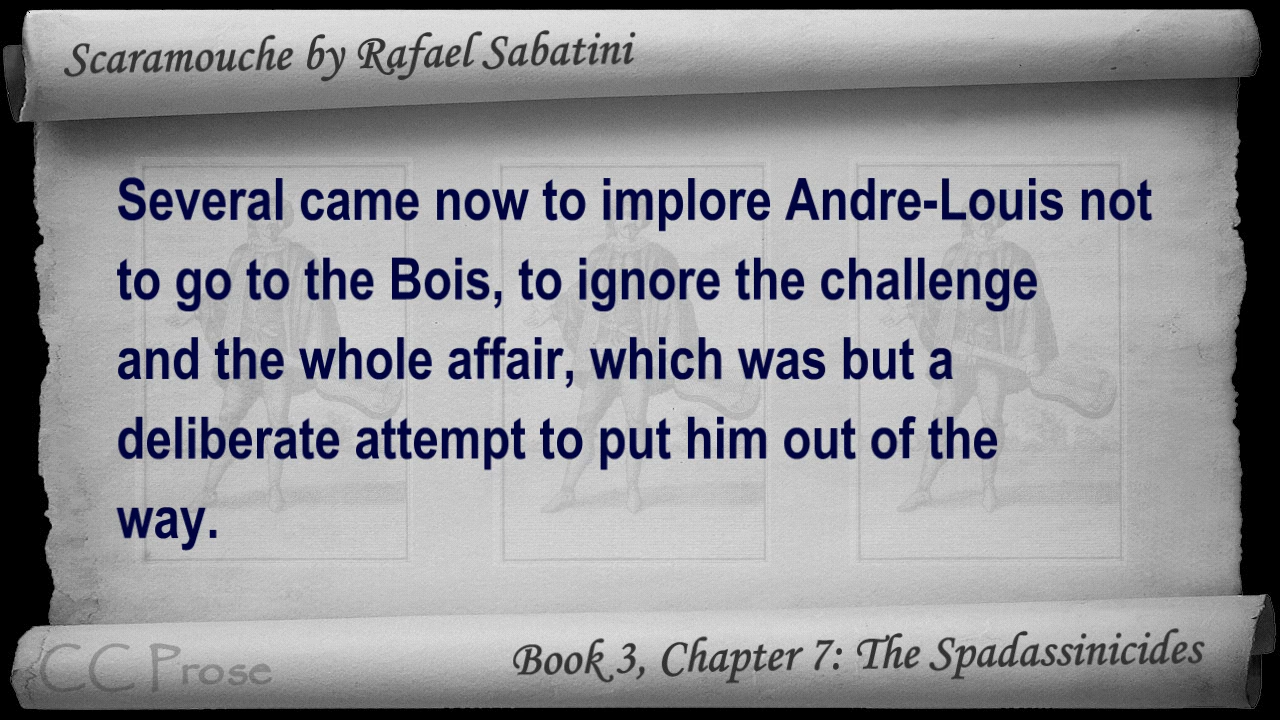 Scaramouche by Rafael Sabatini
Several came now to implore Andre-Louis not
to go to the Bois, to ignore the challenge
and the whole affair, which was but a
deliberate attempt to put him out of the
way.
CC Prose
Book 3, Chapter 7: The Spadassinicides